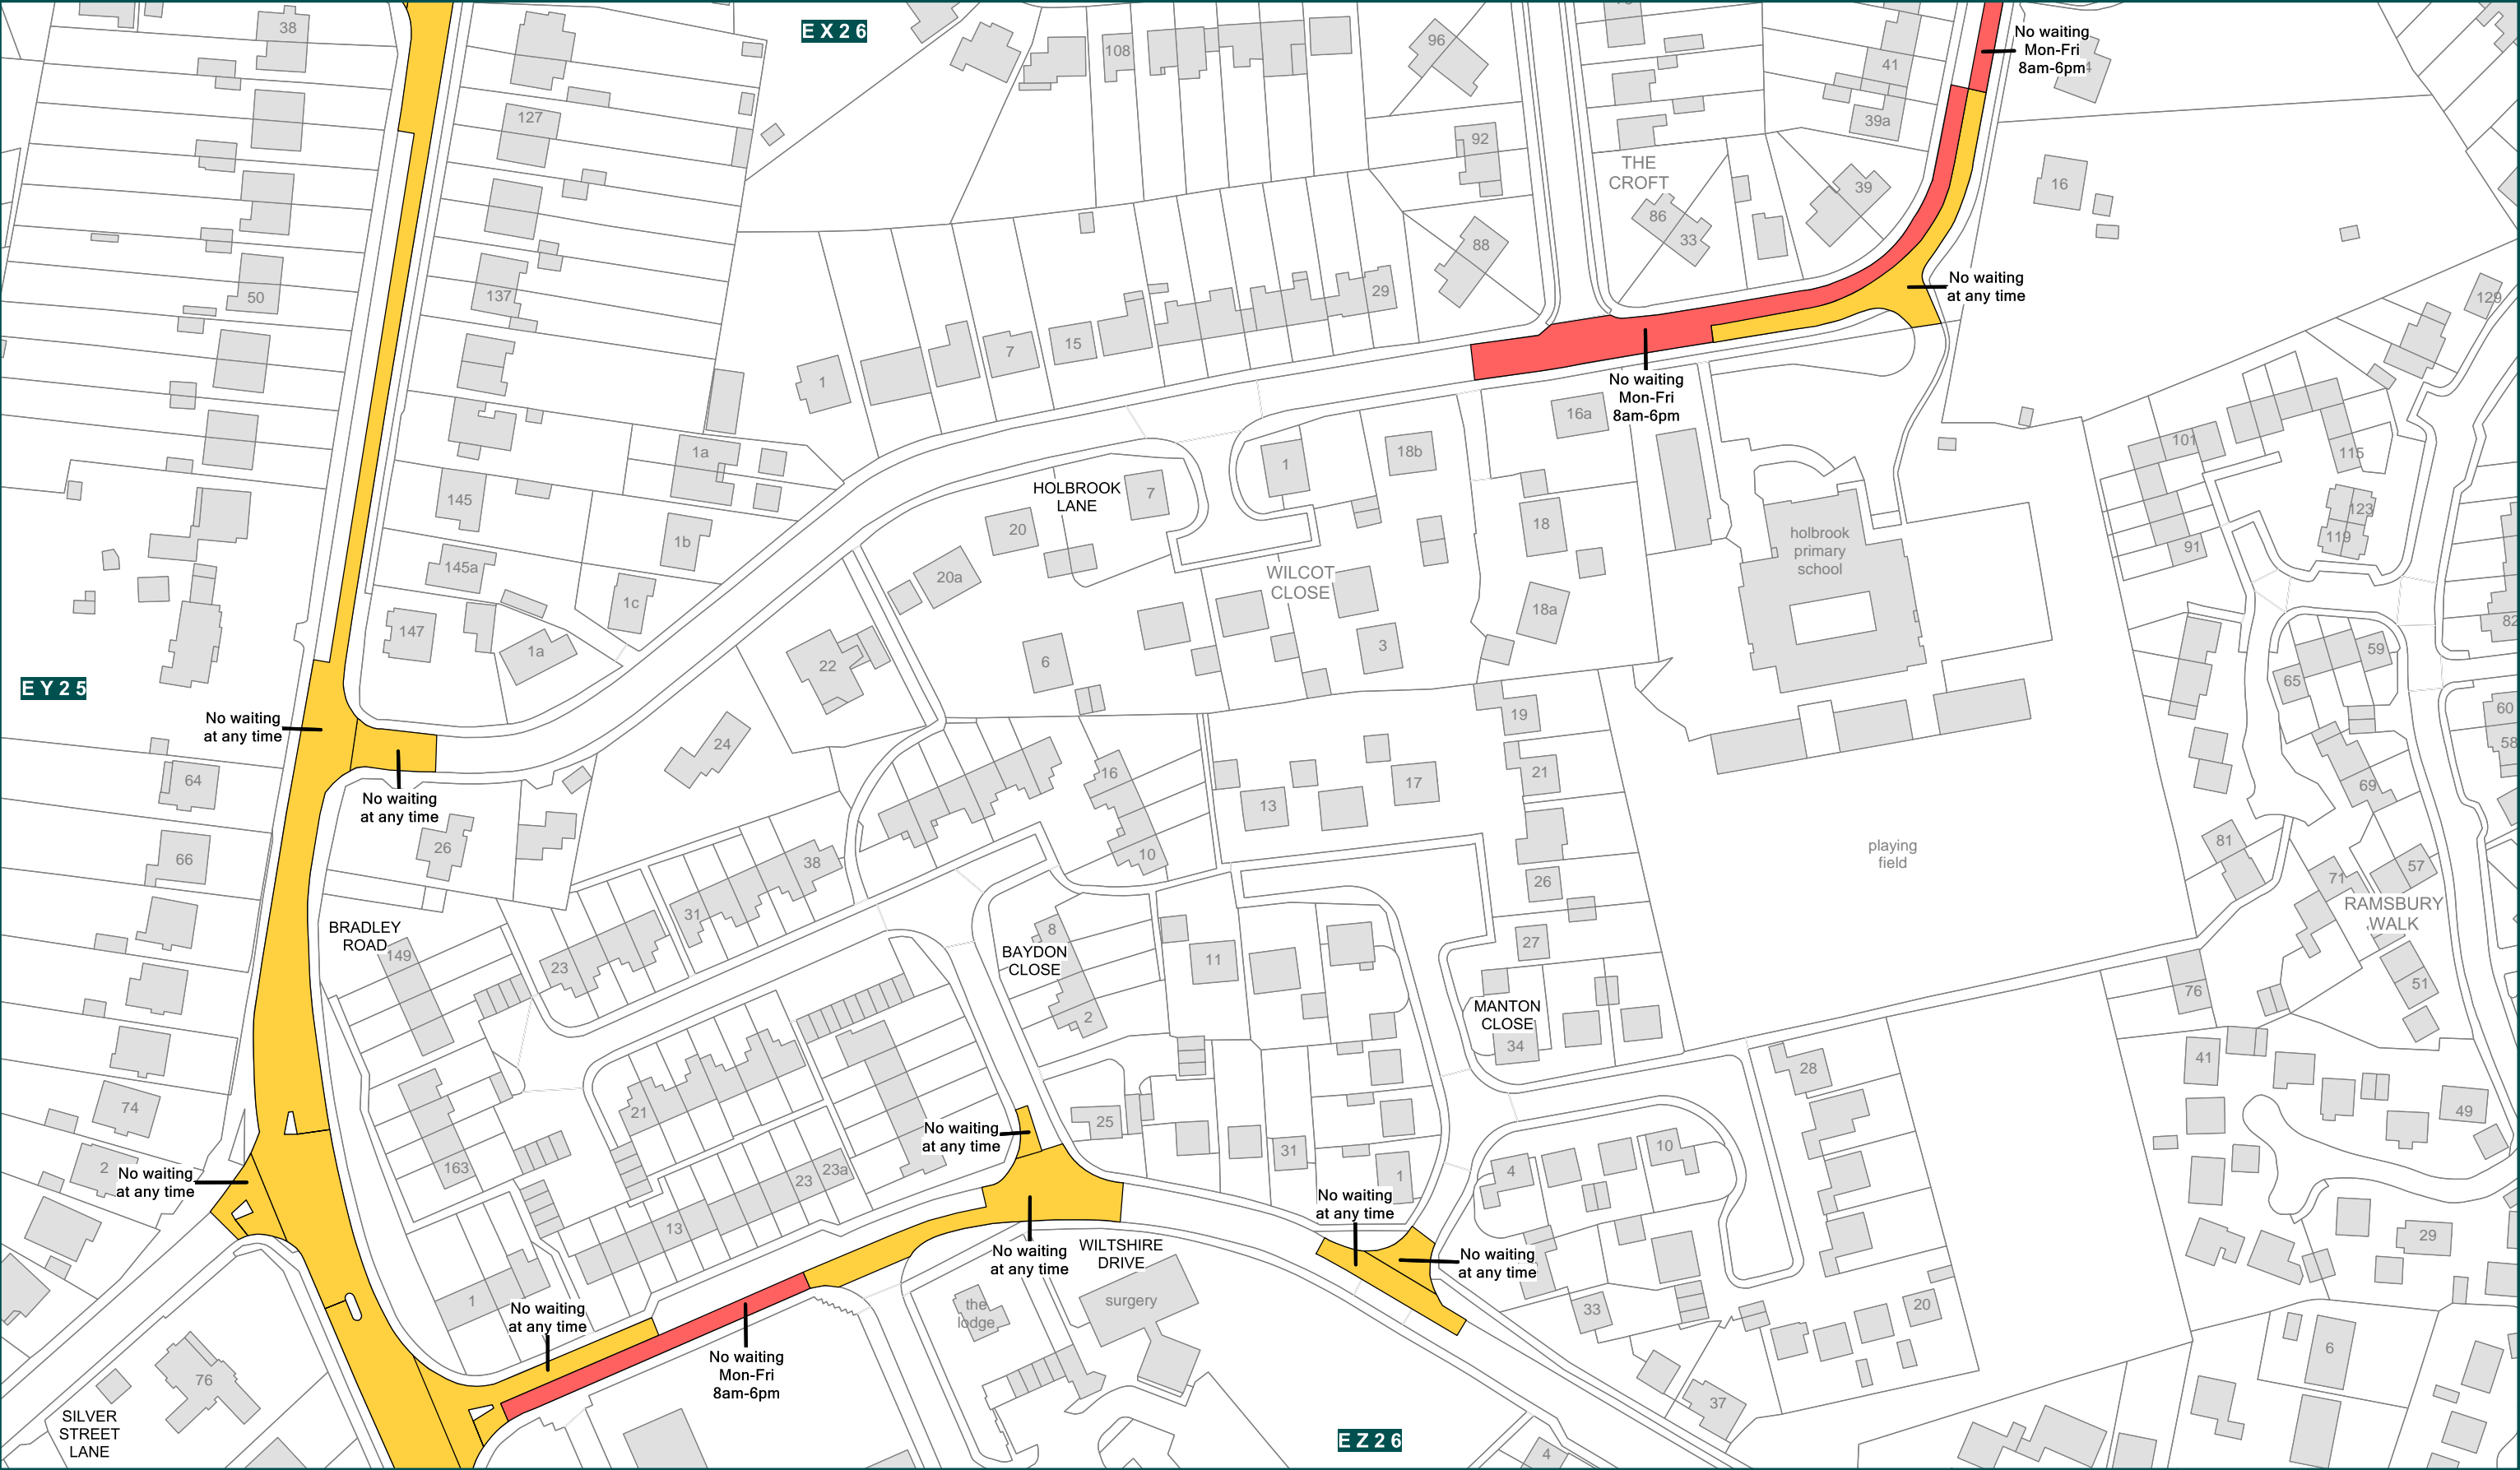 EX26
38
108
96
41
39a
No waiting
Mon-Fri
8am-6pm
127
92
THE
CROFT
39
16
86
33
88
137
50
29
No waiting
at any time
129
1
7
15
No waiting
Mon-Fri
8am-6pm
16a
1a
1
18b
101
115
145
HOLBROOK
LANE
7
20
18
holbrook
primary
school
123
119
91
1b
145a
20a
WILCOT
CLOSE
1c
18a
147
1a
22
6
3
82
59
65
EY25
No waiting
at any time
24
19
60
58
64
16
13
17
21
69
No waiting
at any time
26
66
38
10
26
playing
field
81
57
71
RAMSBURY
WALK
BRADLEY
ROAD
149
31
23
8
BAYDON
CLOSE
11
27
2
MANTON
CLOSE
34
76
51
28
41
49
74
21
No waiting
at any time
25
31
2
No waiting
at any time
163
23
23a
1
4
10
13
No waiting
at any time
No waiting
at any time
WILTSHIRE
DRIVE
No waiting
at any time
29
1
No waiting
at any time
the
lodge
surgery
33
20
6
76
No waiting
Mon-Fri
8am-6pm
37
SILVER
STREET
LANE
EZ26
4